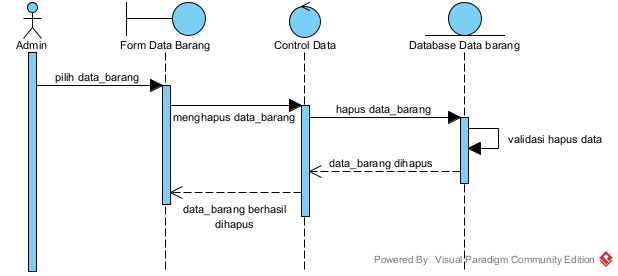 Admin
Form Data Barang
Control Data
Database Data barang
pilih data_barang
menghapus data_barang
hapus data_barang
validasi hapus data
data_barang dihapus
data_barang berhasil
dihapus
Powered By Visual Paradigm Community Edition